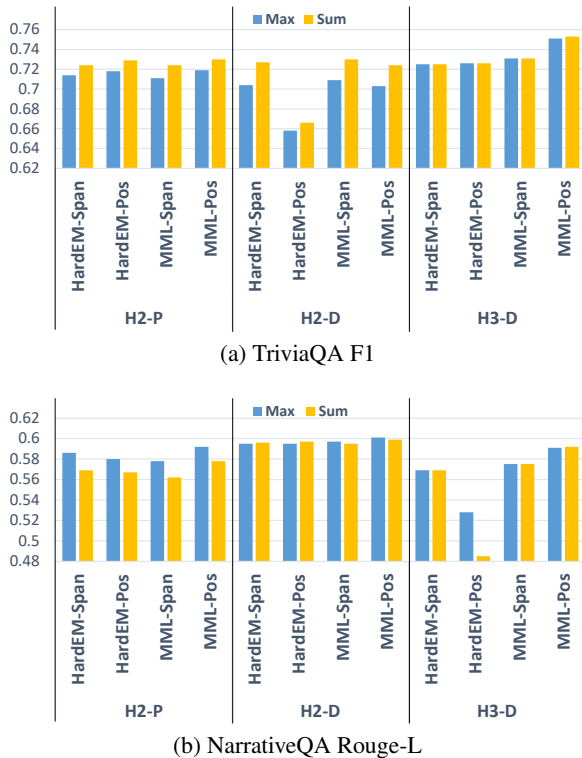 Max Sum
0.76
0.74
0.72
0.7
0.68
0.66
0.64
0.62
HardEM-Span HardEM-Pos MML-Span MML-Pos HardEM-Span HardEM-Pos MML-Span MML-Pos HardEM-Span HardEM-Pos MML-Span MML-Pos
H2-P H2-D H3-D
(a) TriviaQA F1
Max Sum
0.62
0.6
0.58
0.56
0.54
0.52
0.5
0.48
HardEM-Span HardEM-Pos MML-Span MML-Pos HardEM-Span HardEM-Pos MML-Span MML-Pos HardEM-Span HardEM-Pos MML-Span MML-Pos
H2-P H2-D H3-D
(b) NarrativeQA Rouge-L